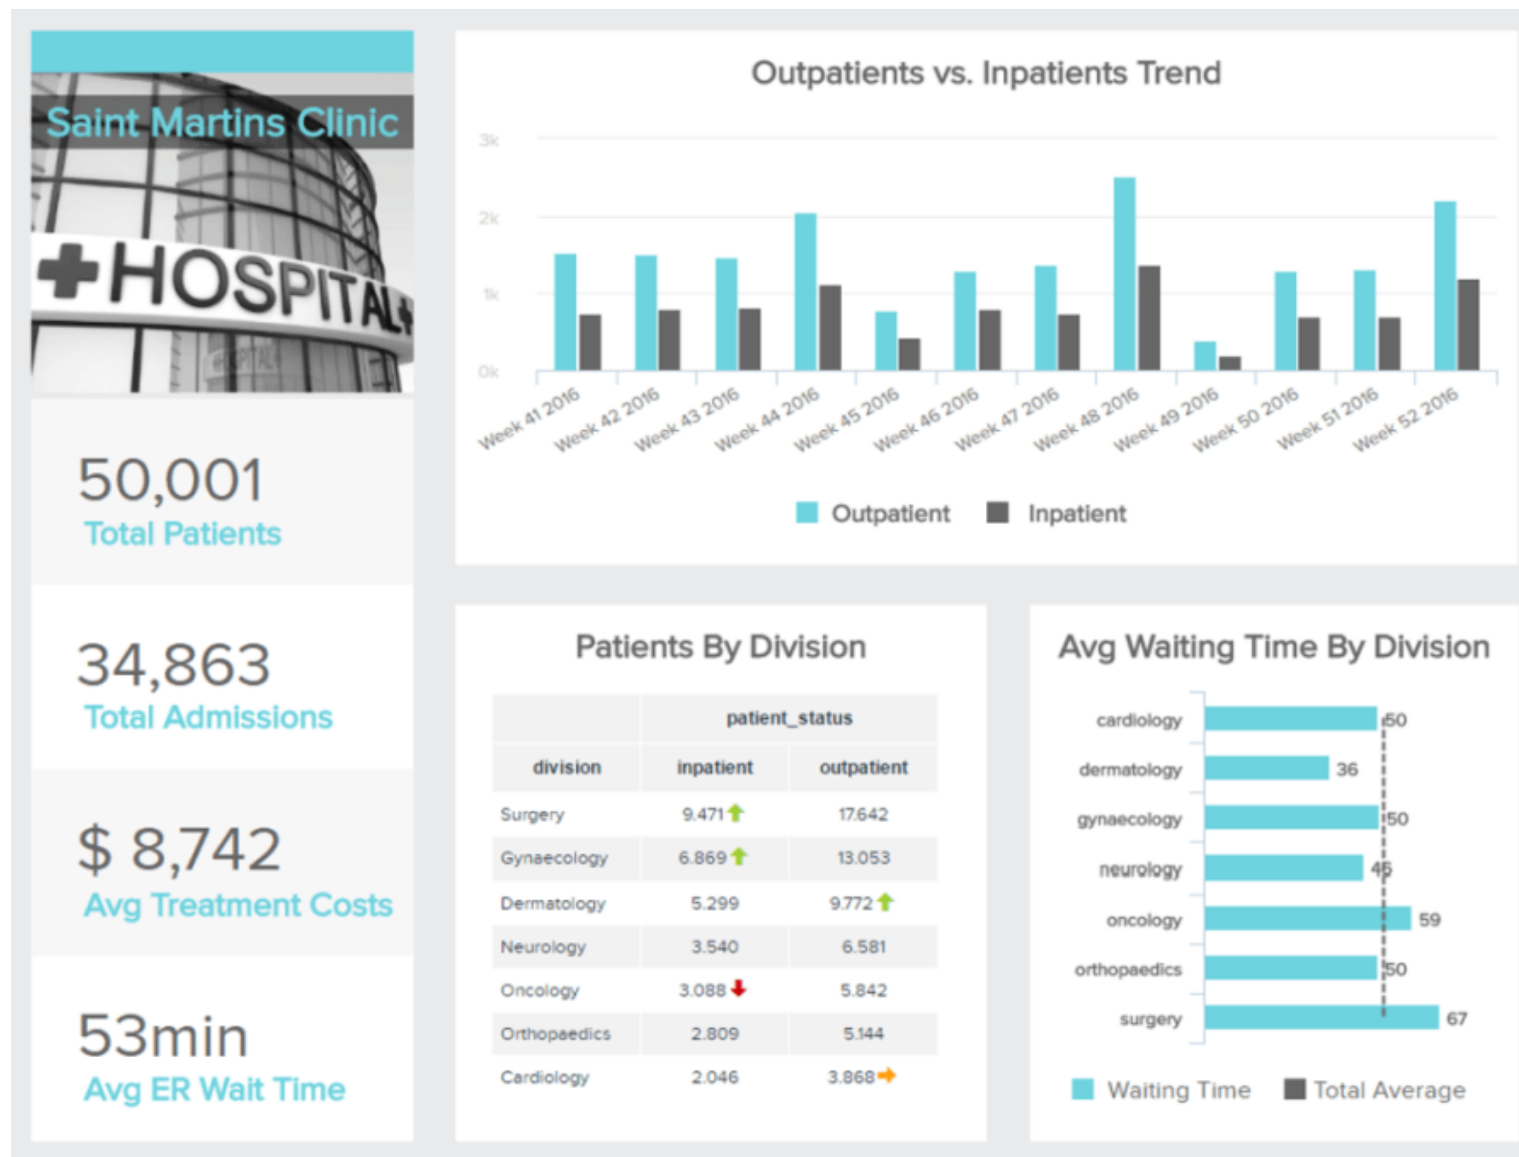 Saint Martins Clinic
HOSPITAL
HOSPITAL
50,001
Total Patients
34,863
Total Admissions
$ 8,742
Avg Treatment Costs
53min
Avg ER Wait Time
Outpatients vs. Inpatients Trend
3k
2k
1k
0k
Week 41 2016
Week 42 2016
Week 43 2016
Week 44 2016
Week 45 2016
Week 46 2016
Week 47 2016
Week 48 2016
Week 49 2016
Week 50 2016
Week 51 2016
Week 52 2016
Outpatient Inpatient
Patients By Division
patient_status
division inpatient outpatient
Surgery 9.471 17.642
Gynaecology 6.869 13.053
Dermatology 5.299 9.772
Neurology 3.540 6.581
Oncology 3.088 5.842
Orthopaedics 2.809 5.144
Cardiology 2.046 3.868
Avg Waiting Time By Division
cardiology 50
dermatology 36
gynaecology 50
neurology
oncology 59
orthopaedics 50
surgery 67
Waiting Time Total Average